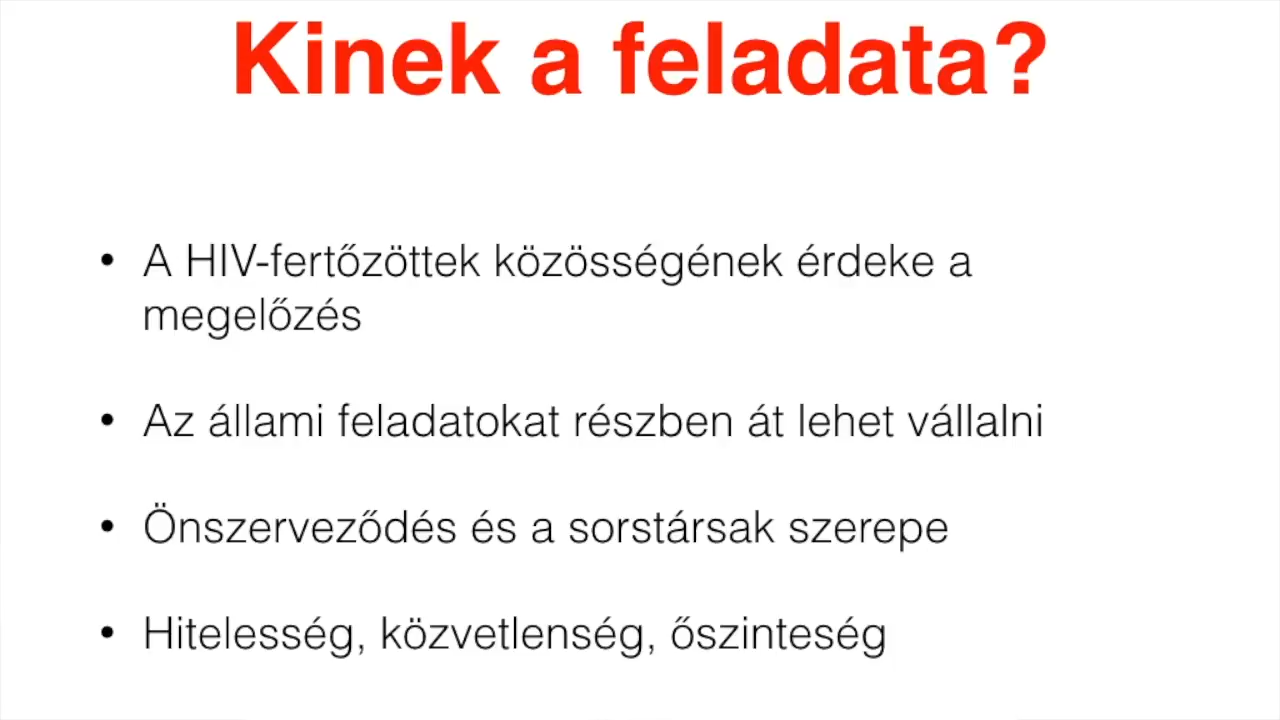 Kinek a feladata?
• A HIV-fertőzöttek közösségének érdeke a
megelőzés
• Az állami feladatokat részben át lehet vállalni
• Önszerveződés és a sorstársak szerepe
• Hitelesség, közvetlenség, őszinteség